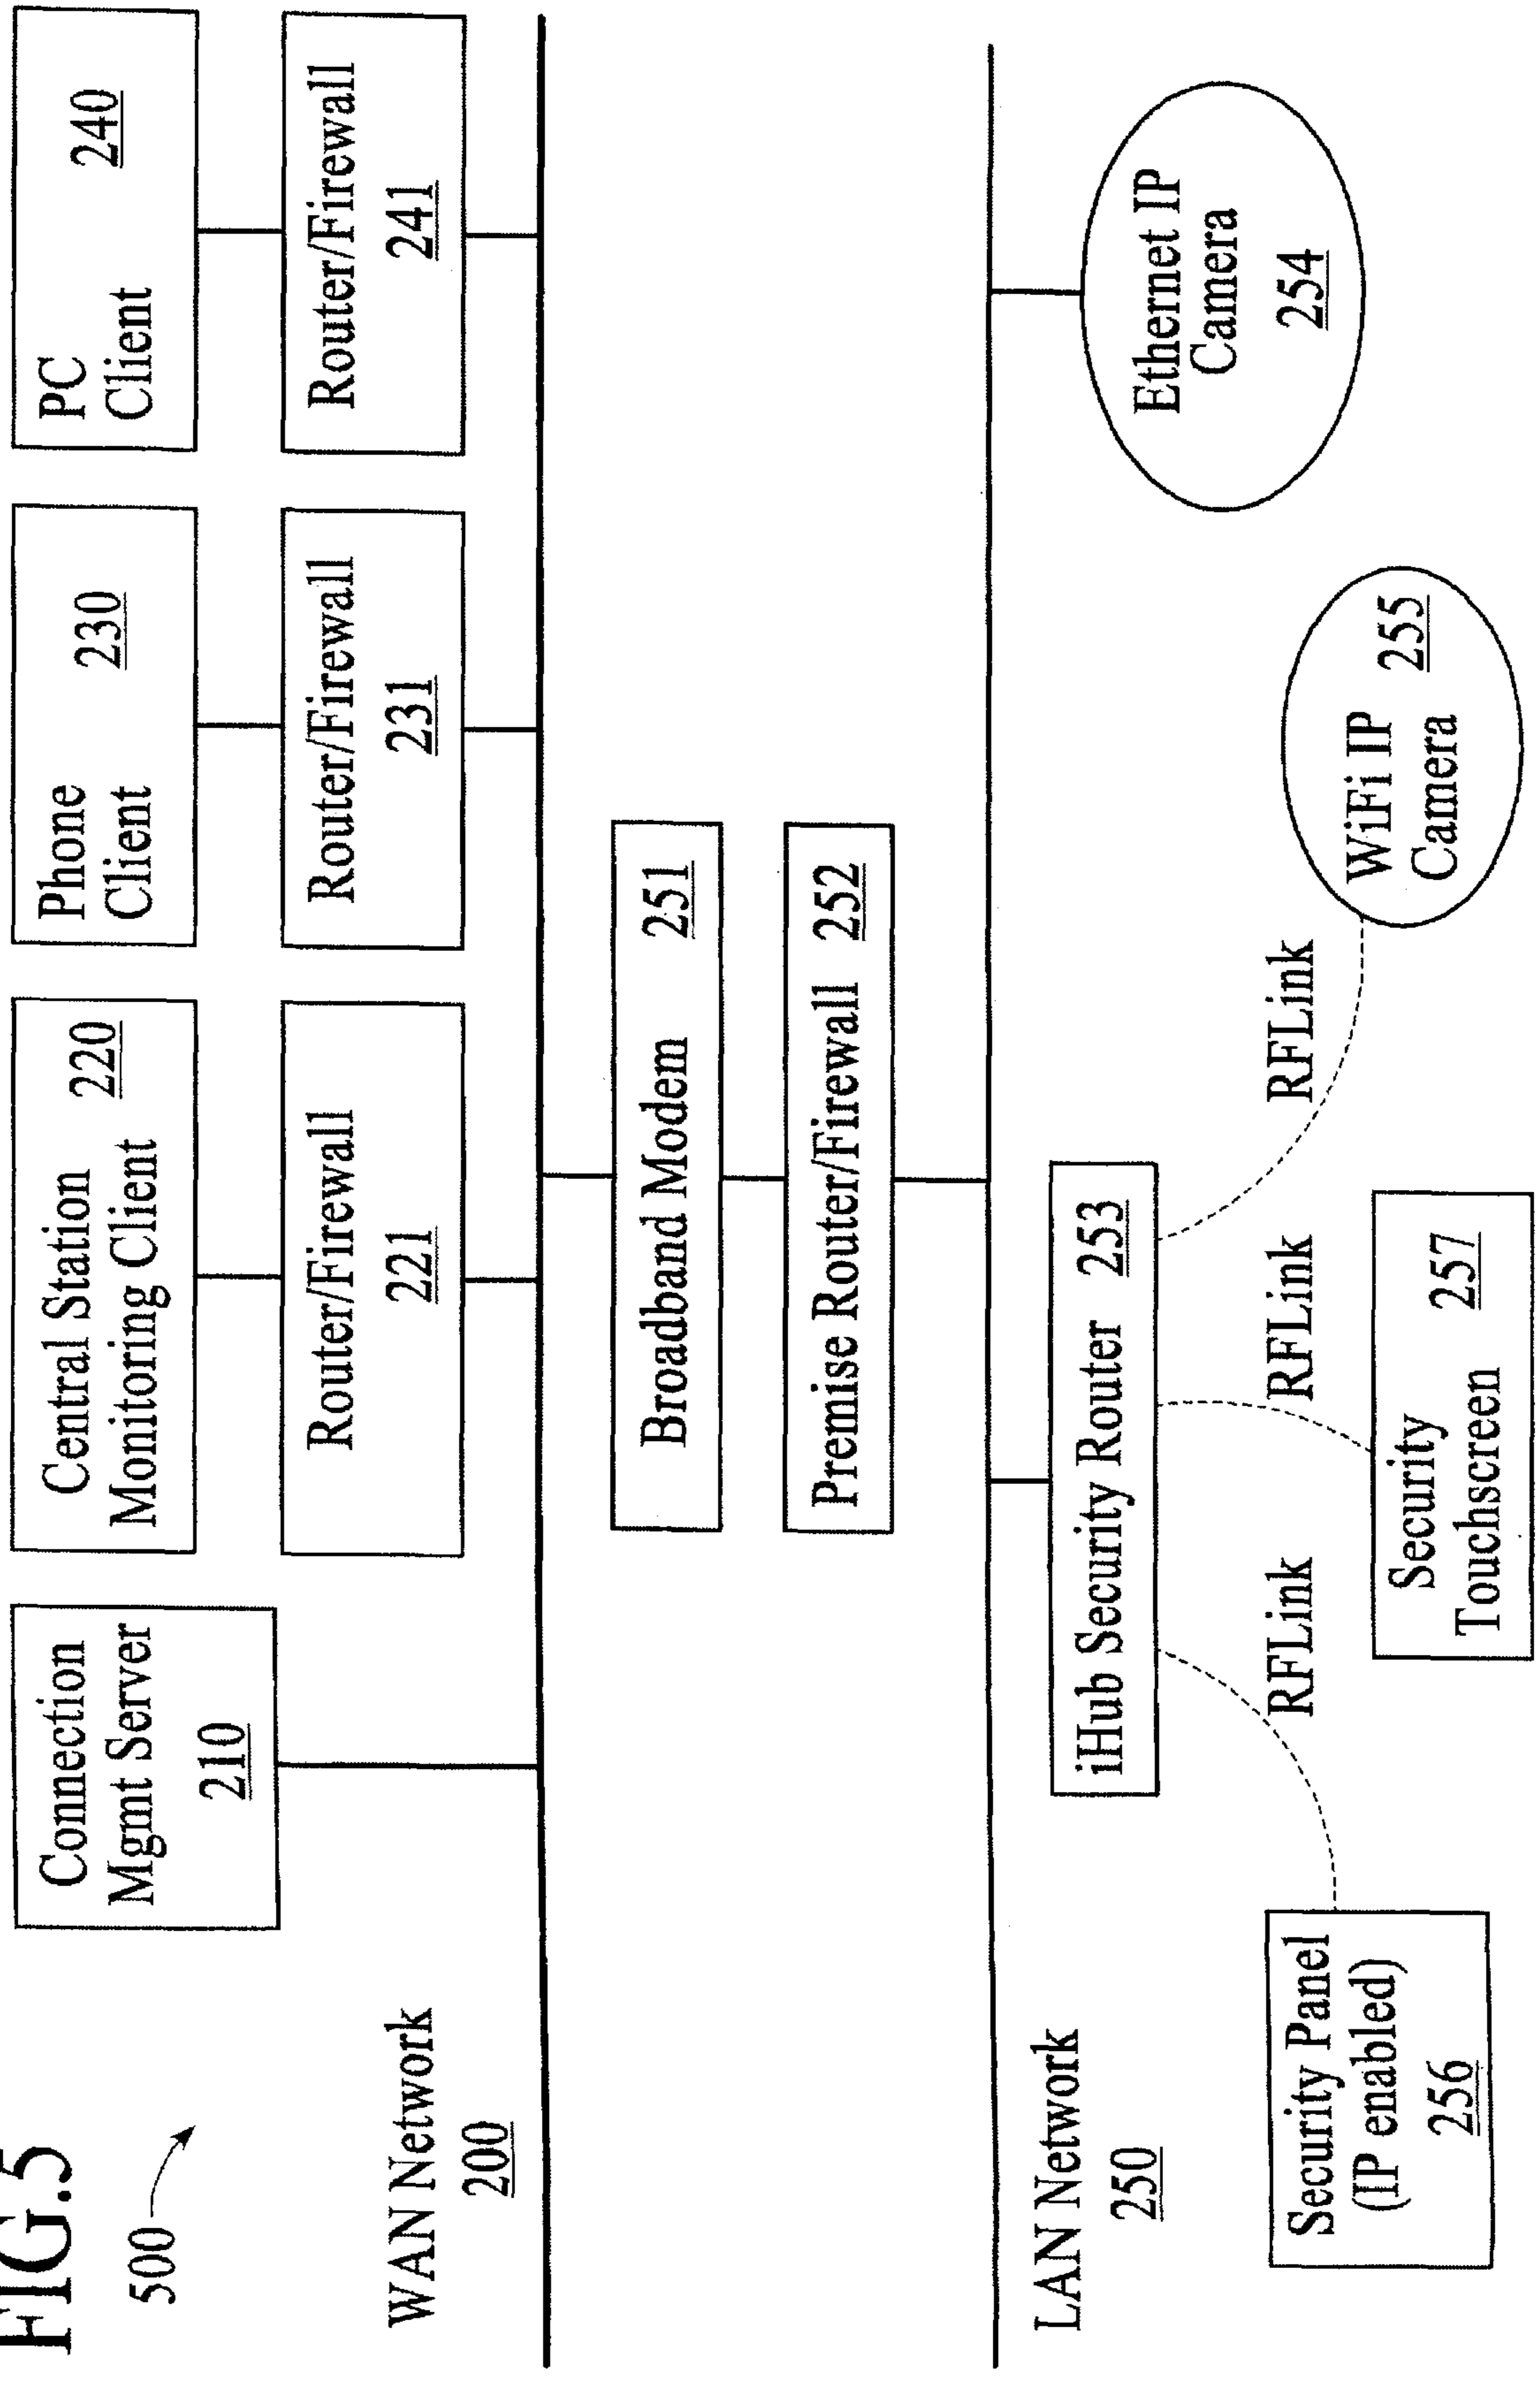 FIG.5
500
Connection
Mgmt Server
210
Central Station
Monitoring Client
220
Phone
Client
230
PC
Client
240
Router/Firewall
221
Router/Firewall
231
Router/Firewall
241
WAN Network
200
Broadband Modem 251
Premise Router/Firewall 252
LAN Network
250
iHub Security Router 253
Ethernet IP
Camera
254
RFLink
RFLink
RFLink
WiFi IP
Camera
255
Security Panel
(IP enabled)
256
Security
Touchscreen
257